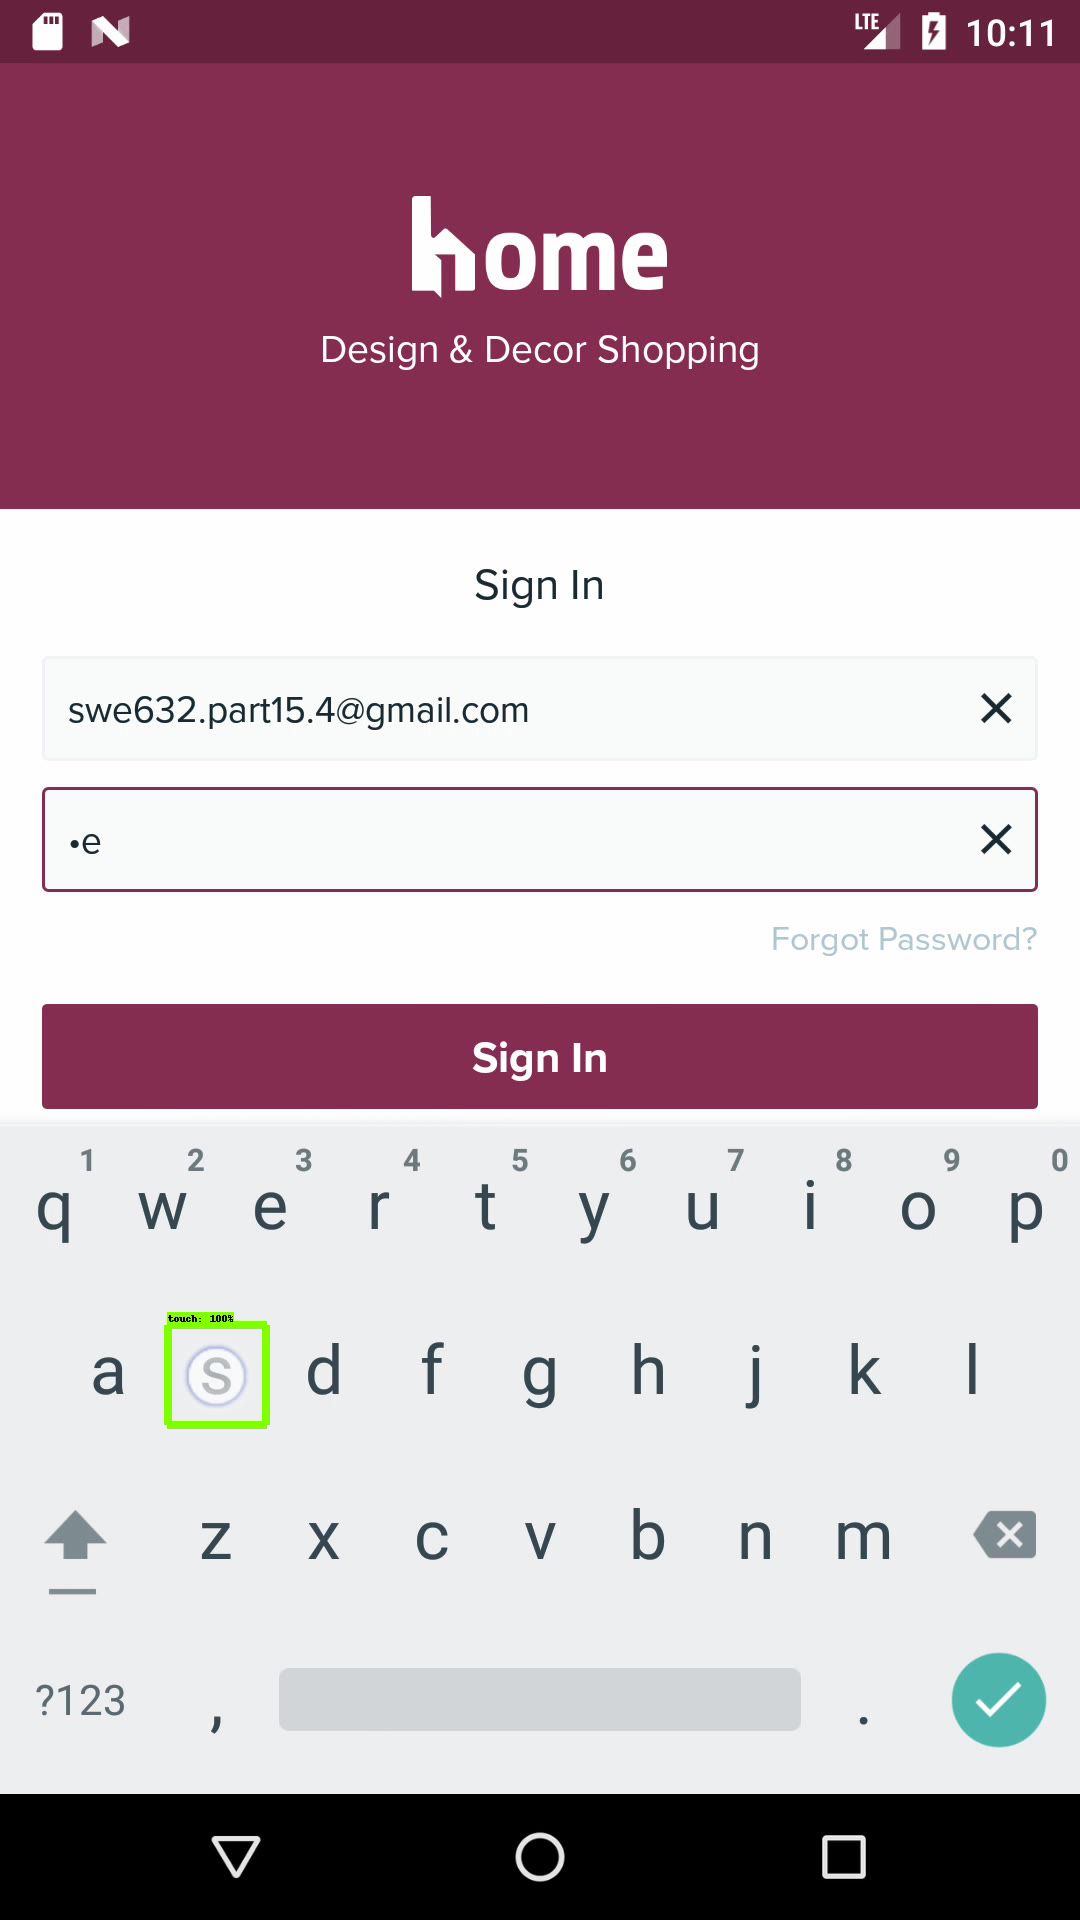 LTE 10:11
home
Design & Decor Shopping
Sign In
swe632.part15.4@gmail.com
•e
Forgot Password?
Sign In
1 2 3 4 5 6 7 8 9 0
q w e r t y u i o p
touch: 100%
a s d f g h j k l
z x c v b n m
?123 , .